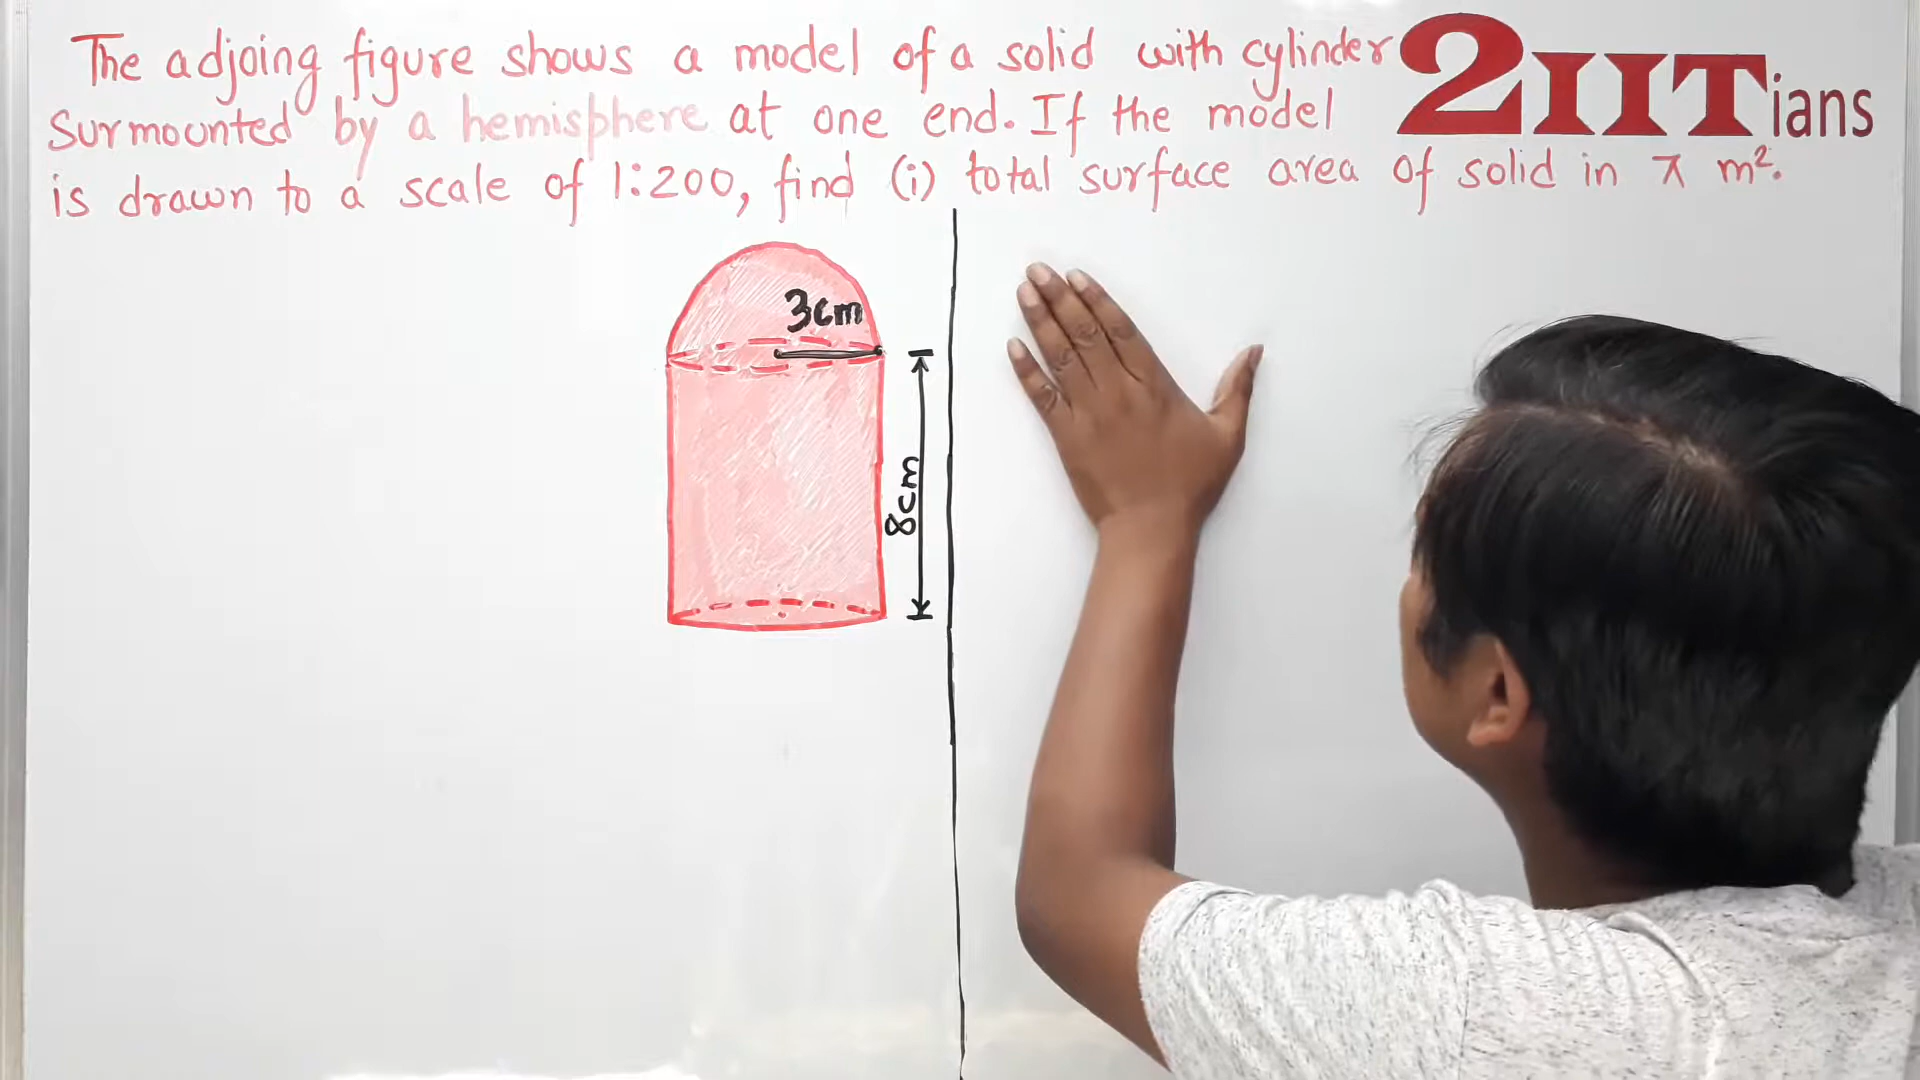 The adjoing figure shows a model of a solid with cylinder
surmounted by a hemisphere at one end. If the model
is drawn to a scale of 1:200, find (i) total surface area of solid in π m².
2IITians
3cm
8cm